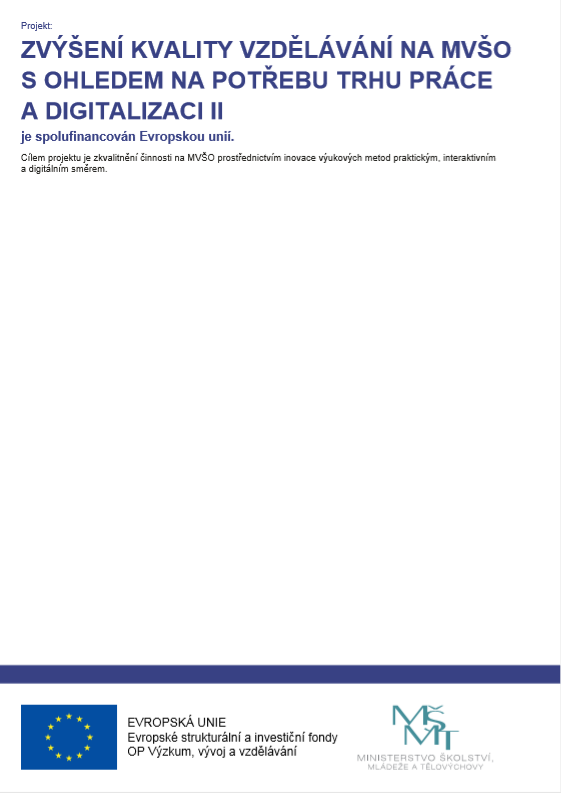 Projekt:
ZVÝŠENÍ KVALITY VZDĚLÁVÁNÍ NA MVŠO
S OHLEDEM NA POTŘEBU TRHU PRÁCE
A DIGITALIZACI II
je spolufinancován Evropskou unií.
Cílem projektu je zkvalitnění činnosti na MVŠO prostřednictvím inovace výukových metod praktickým, interaktivním
a digitálním směrem.
EVROPSKÁ UNIE
Evropské strukturální a investiční fondy
OP Výzkum, vývoj a vzdělávání
MŠMT
MINISTERSTVO ŠKOLSTVÍ,
MLÁDEŽE A TĚLOVÝCHOVY